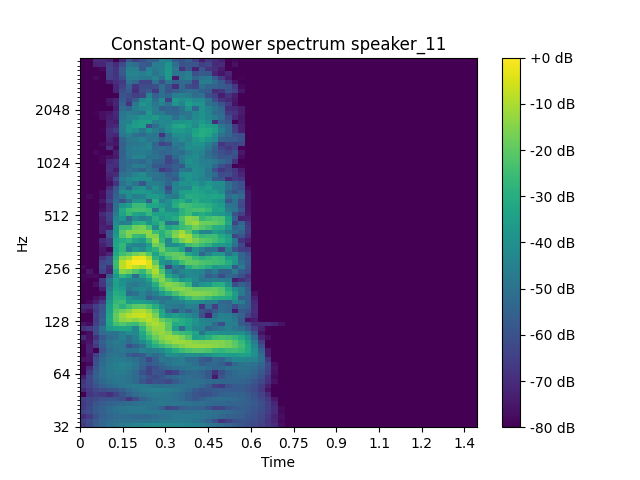 Constant-Q power spectrum speaker_11
+0 dB
-10 dB
-20 dB
-30 dB
-40 dB
-50 dB
-60 dB
-70 dB
-80 dB
2048
1024
512
256
128
64
32
Hz
0 0.15 0.3 0.45 0.6 0.75 0.9 1.1 1.2 1.4
Time